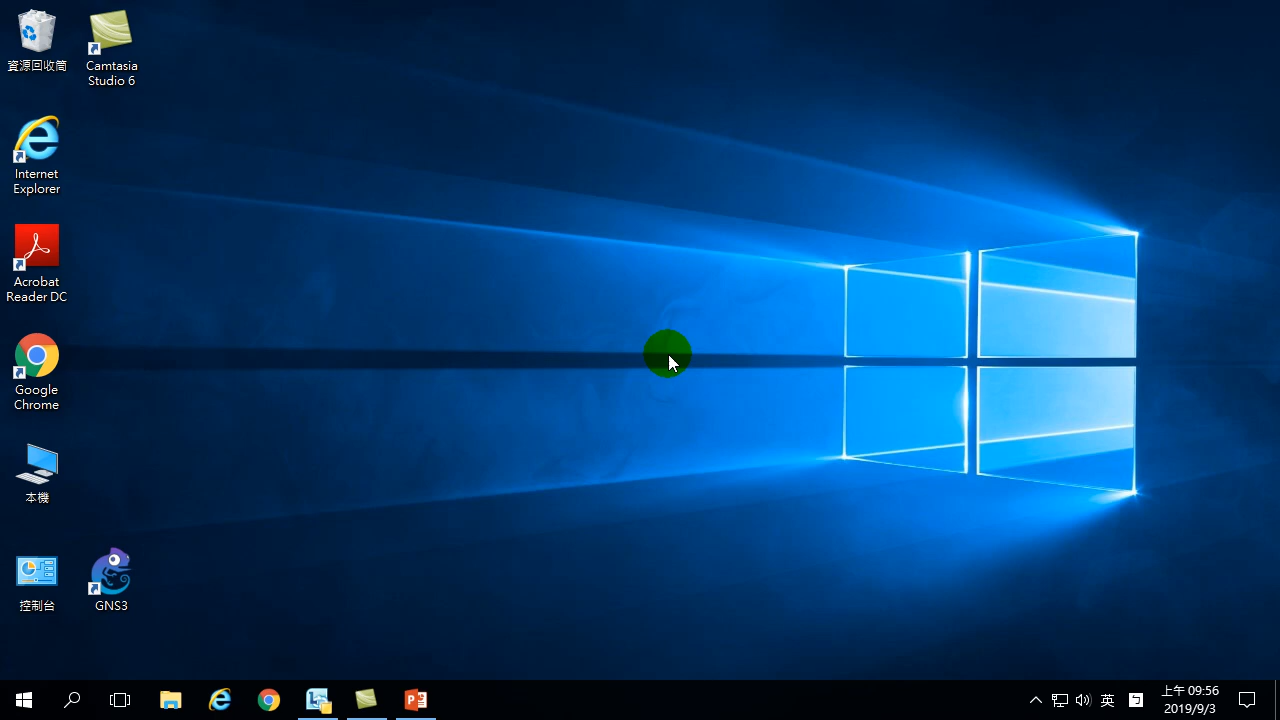 資源回收筒
Camtasia
Studio 6
Internet
Explorer
Acrobat
Reader DC
Google
Chrome
本機
控制台
GNS3
英
上午 09:56
2019/9/3